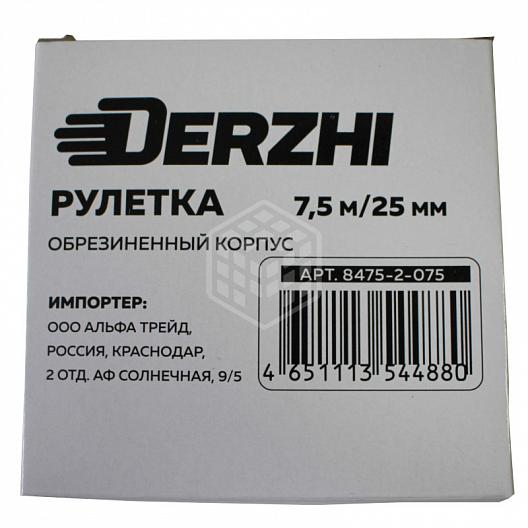 DERZHI
РУЛЕТКА 7,5 м/25 мм
ОБРЕЗИНЕННЫЙ КОРПУС
АРТ. 8475-2-075
ИМПОРТЕР:
ООО АЛЬФА ТРЕЙД,
РОССИЯ, КРАСНОДАР,
2 ОТД. АФ СОЛНЕЧНАЯ, 9/5
4 651113 544880